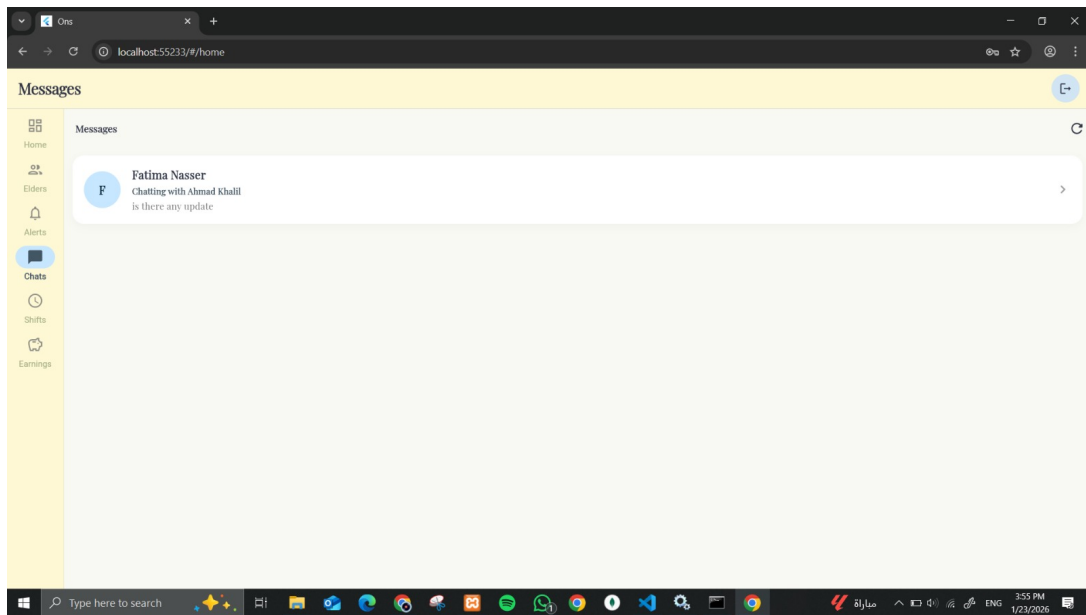 Ons
localhost:55233/#/home
Messages
Home
Elders
Alerts
Chats
Shifts
Earnings
Messages
F
Fatima Nasser
Chatting with Ahmad Khalil
is there any update
Type here to search
1
مباراة
ENG
3:55 PM
1/23/2026